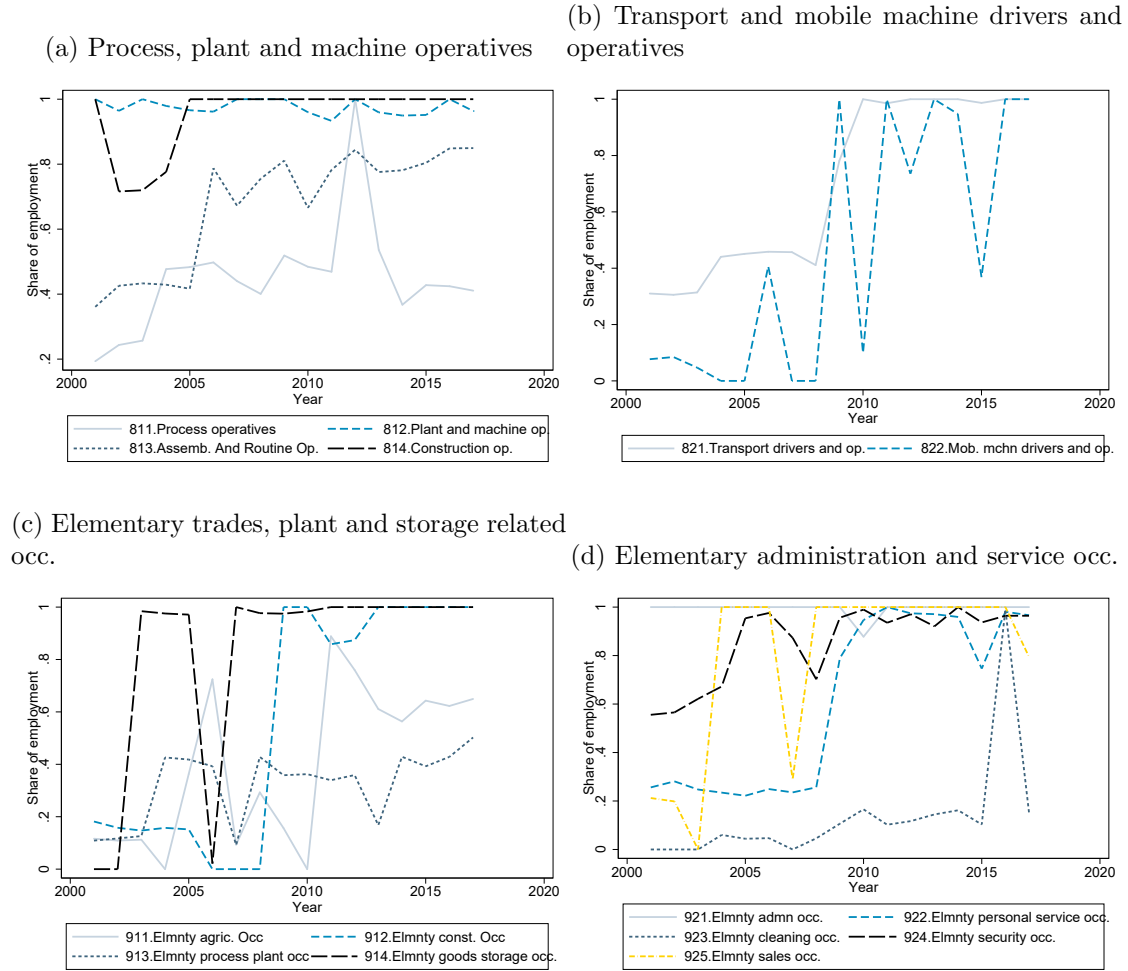 (a) Process, plant and machine operatives
(b) Transport and mobile machine drivers and
operatives
Share of employment
1
.8
.6
.4
.2
2000 2005 2010 2015 2020
Year
811.Process operatives 812.Plant and machine op.
813.Assemb. And Routine Op. 814.Construction op.
Share of employment
1
.8
.6
.4
.2
0
2000 2005 2010 2015 2020
Year
821.Transport drivers and op. 822.Mob. mchn drivers and op.
(c) Elementary trades, plant and storage related
occ.
(d) Elementary administration and service occ.
Share of employment
1
.8
.6
.4
.2
0
2000 2005 2010 2015 2020
Year
911.Elmnty agric. Occ 912.Elmnty const. Occ
913.Elmnty process plant occ 914.Elmnty goods storage occ.
Share of employment
1
.8
.6
.4
.2
0
2000 2005 2010 2015 2020
Year
921.Elmnty admn occ. 922.Elmnty personal service occ.
923.Elmnty cleaning occ. 924.Elmnty security occ.
925.Elmnty sales occ.